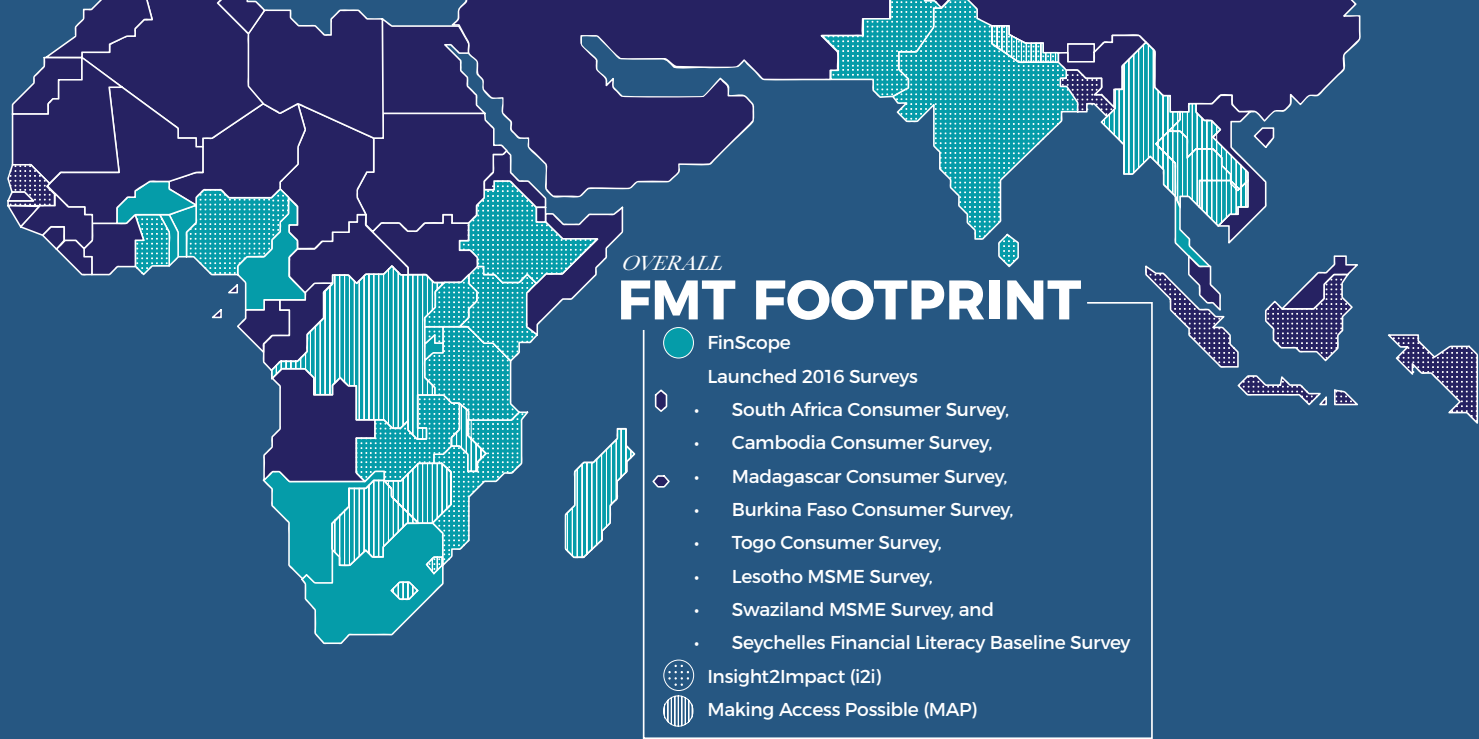 OVERALL
FMT FOOTPRINT
FinScope
Launched 2016 Surveys
• South Africa Consumer Survey,
• Cambodia Consumer Survey,
• Madagascar Consumer Survey,
• Burkina Faso Consumer Survey,
• Togo Consumer Survey,
• Lesotho MSME Survey,
• Swaziland MSME Survey, and
• Seychelles Financial Literacy Baseline Survey
Insight2Impact (i2i)
Making Access Possible (MAP)